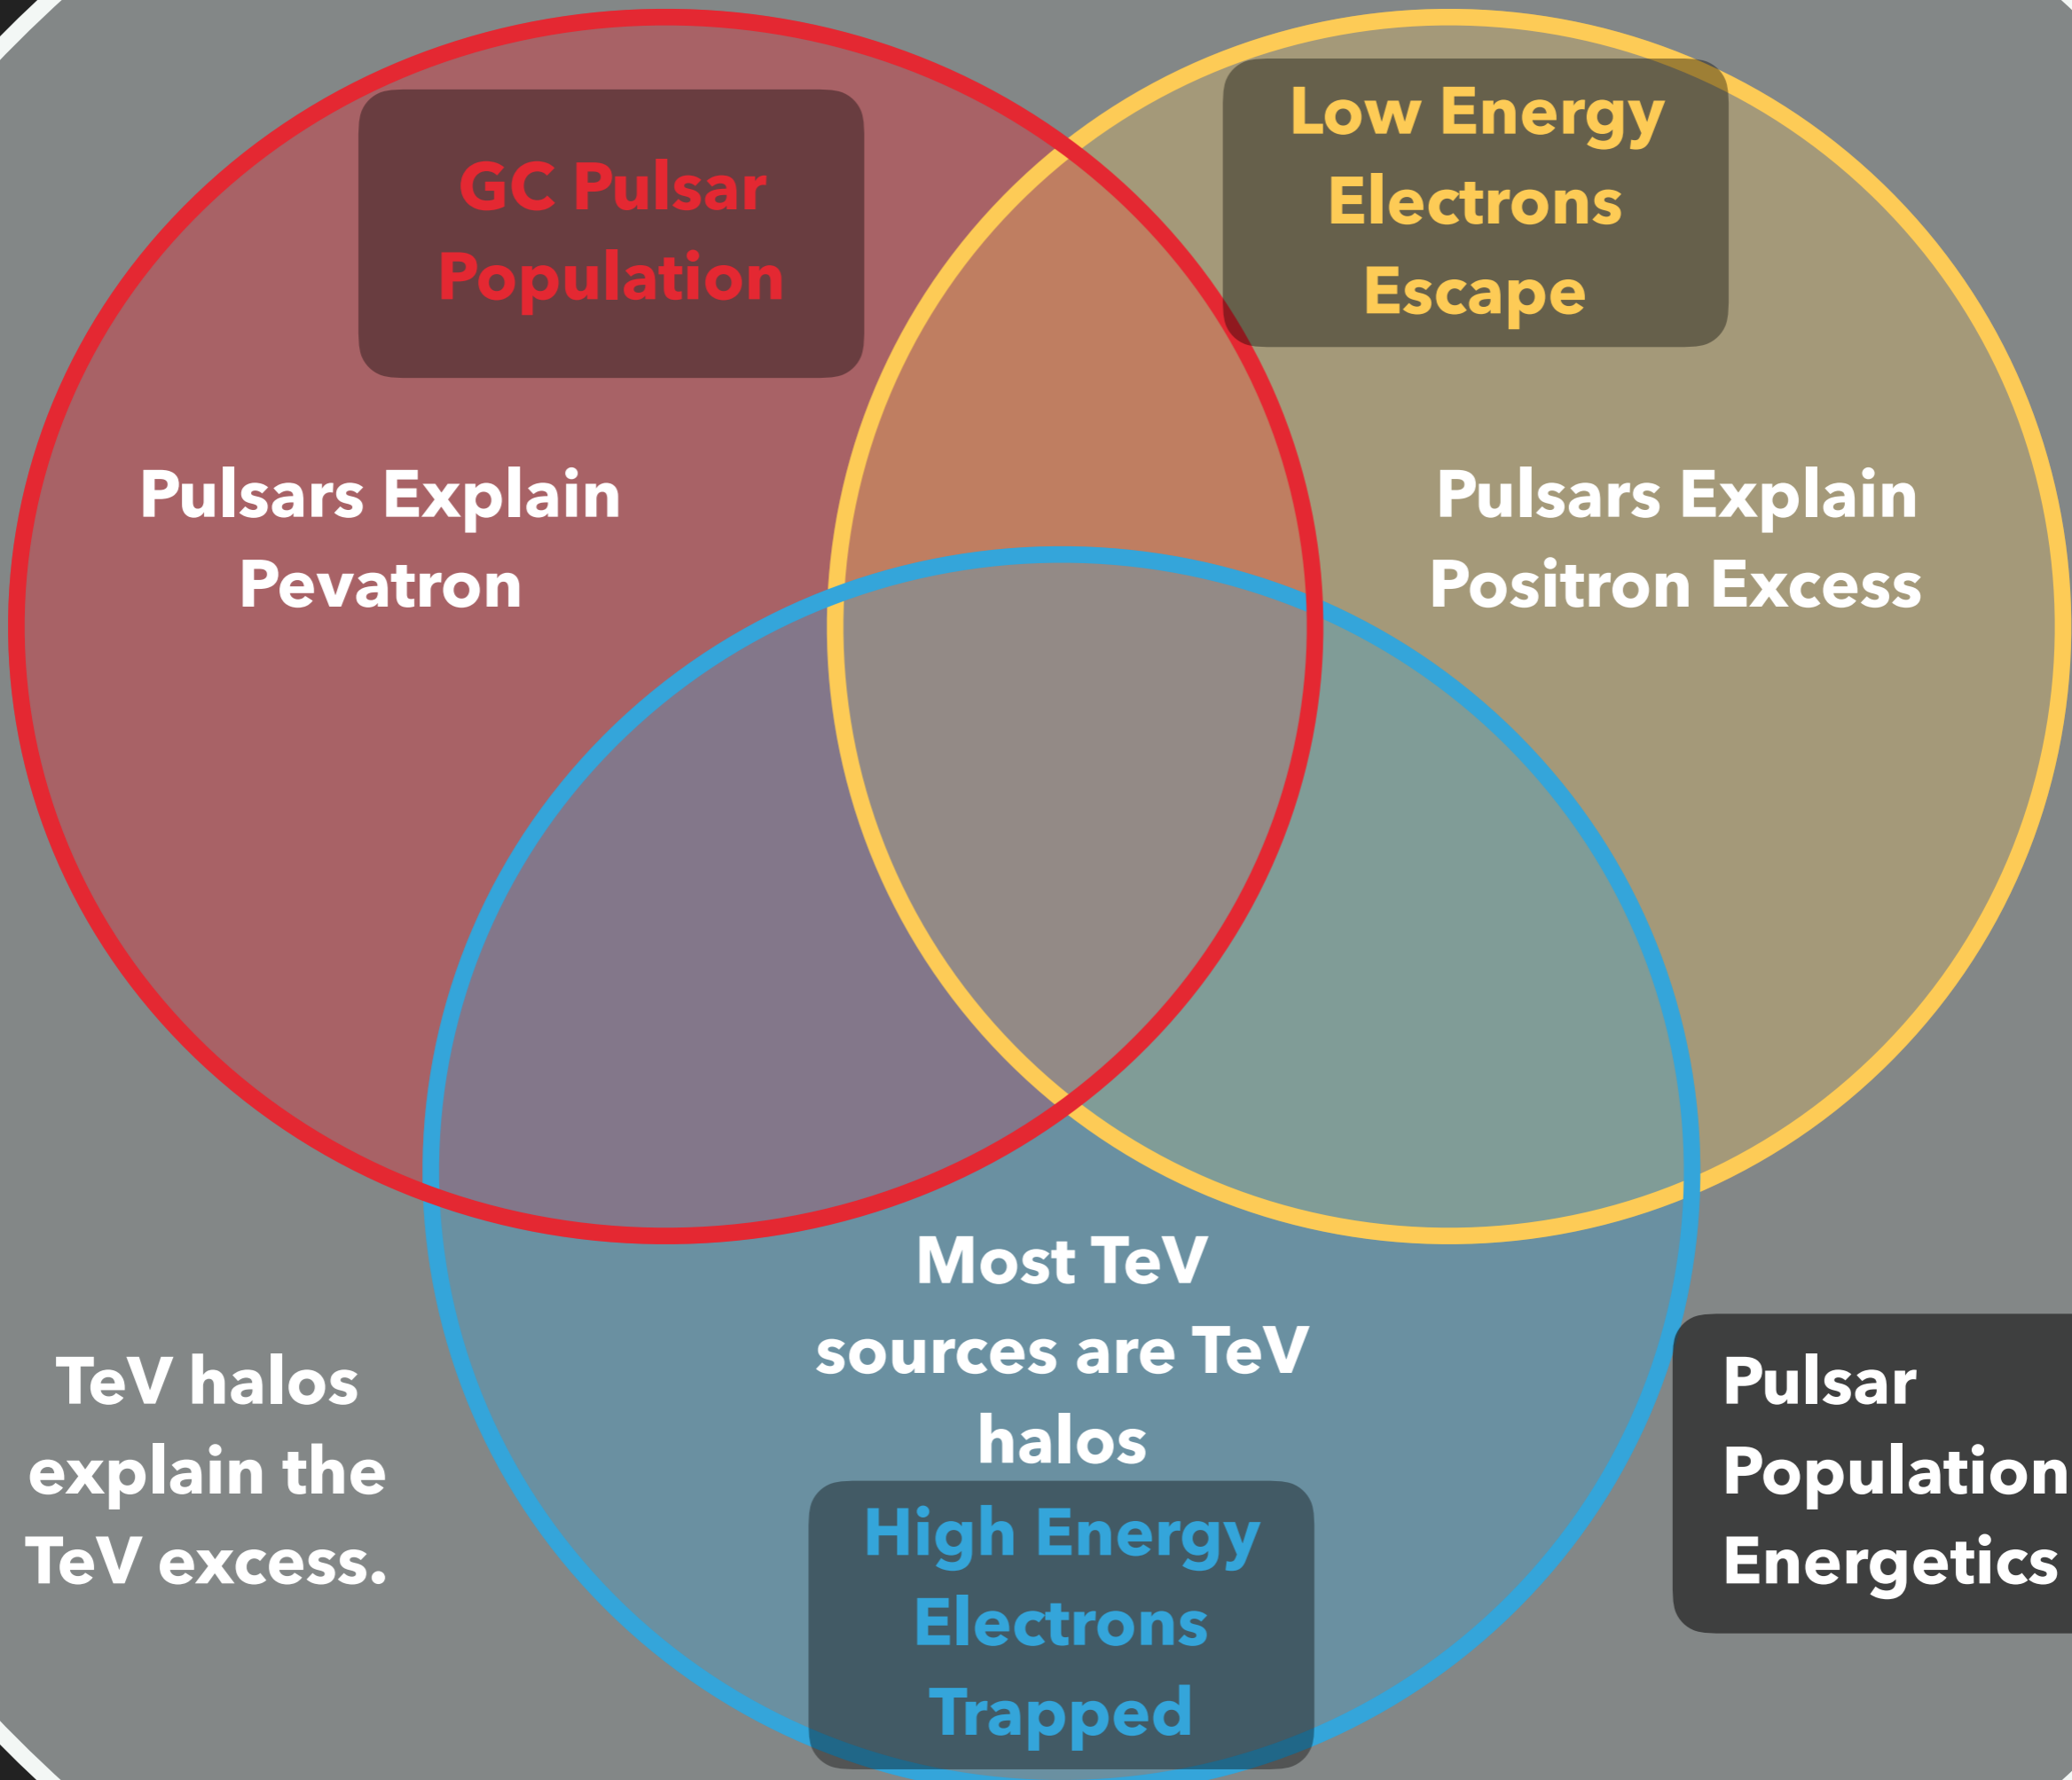 GC Pulsar
Population
Low Energy
Electrons
Escape
Pulsars Explain
Pevatron
Pulsars Explain
Positron Excess
Most TeV
sources are TeV
halos
TeV halos
explain the
TeV excess.
Pulsar
Population
Energetics
High Energy
Electrons
Trapped